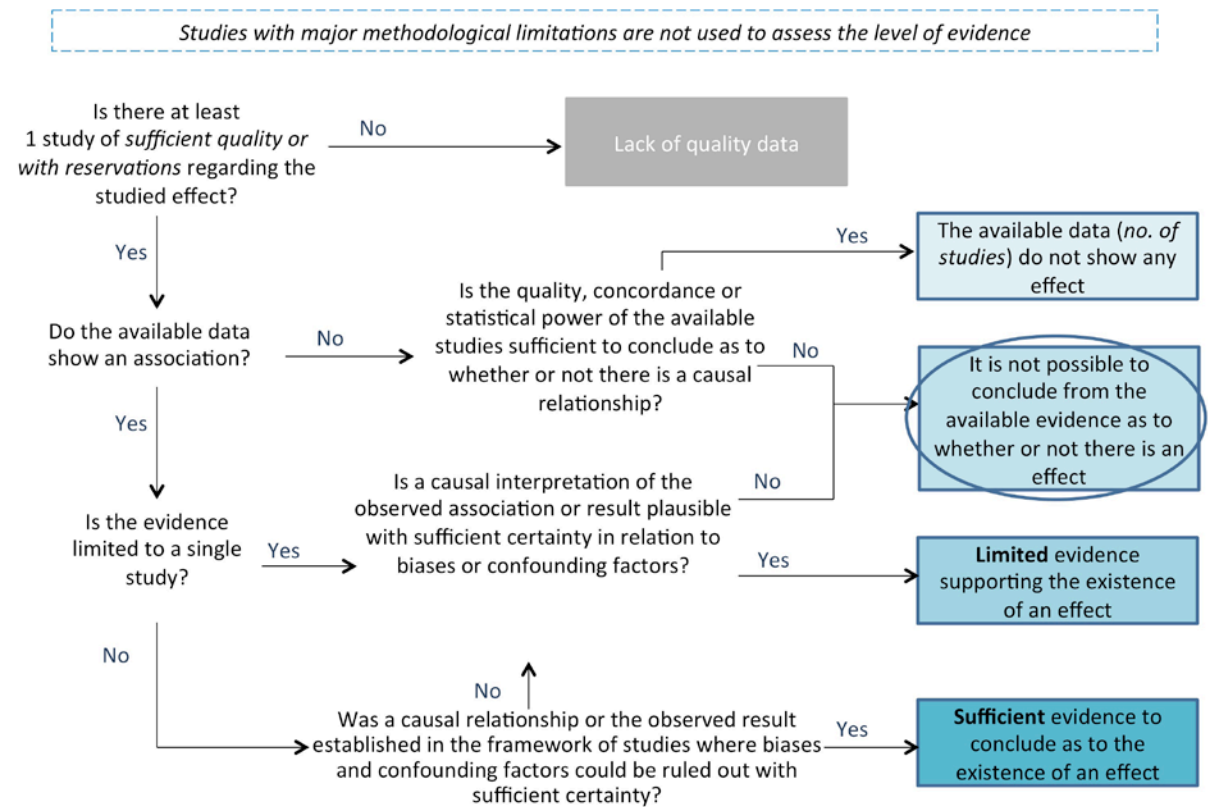 Studies with major methodological limitations are not used to assess the level of evidence
Is there at least
1 study of sufficient quality or
with reservations regarding the
studied effect?
No
Lack of quality data
Yes
Yes
The available data (no. of
studies) do not show any
effect
Do the available data
show an association?
No
Is the quality, concordance or
statistical power of the available
studies sufficient to conclude as to
whether or not there is a causal
relationship?
No
It is not possible to
conclude from the
available evidence as to
whether or not there is an
effect
Yes
Is the evidence
limited to a single
study?
Yes
Is a causal interpretation of the
observed association or result plausible
with sufficient certainty in relation to
biases or confounding factors?
No
Yes
Limited evidence
supporting the existence
of an effect
No
No
Was a causal relationship or the observed result
established in the framework of studies where biases
and confounding factors could be ruled out with
sufficient certainty?
Yes
Sufficient evidence to
conclude as to the
existence of an effect